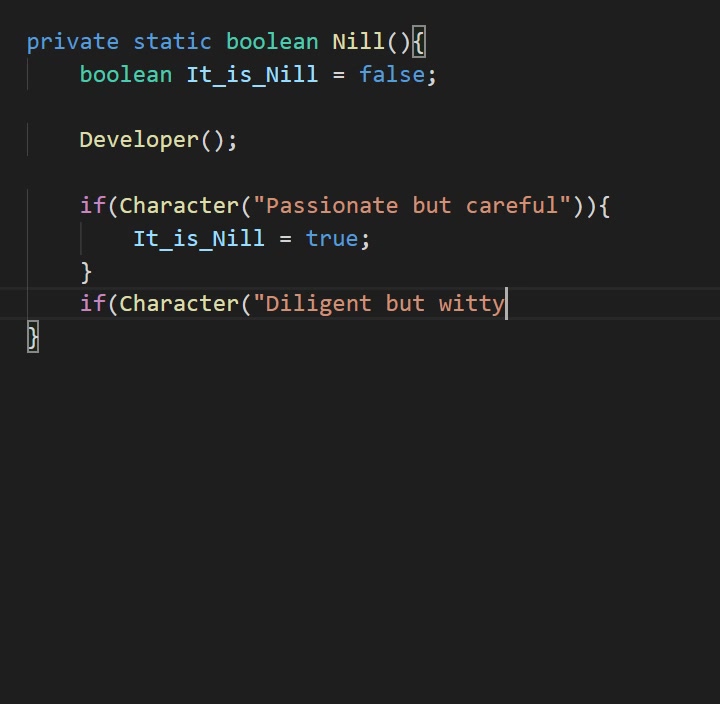 private static boolean Nill(){
boolean It_is_Nill = false;
Developer();
if(Character("Passionate but careful")){
It_is_Nill = true;
}
if(Character("Diligent but witty
}